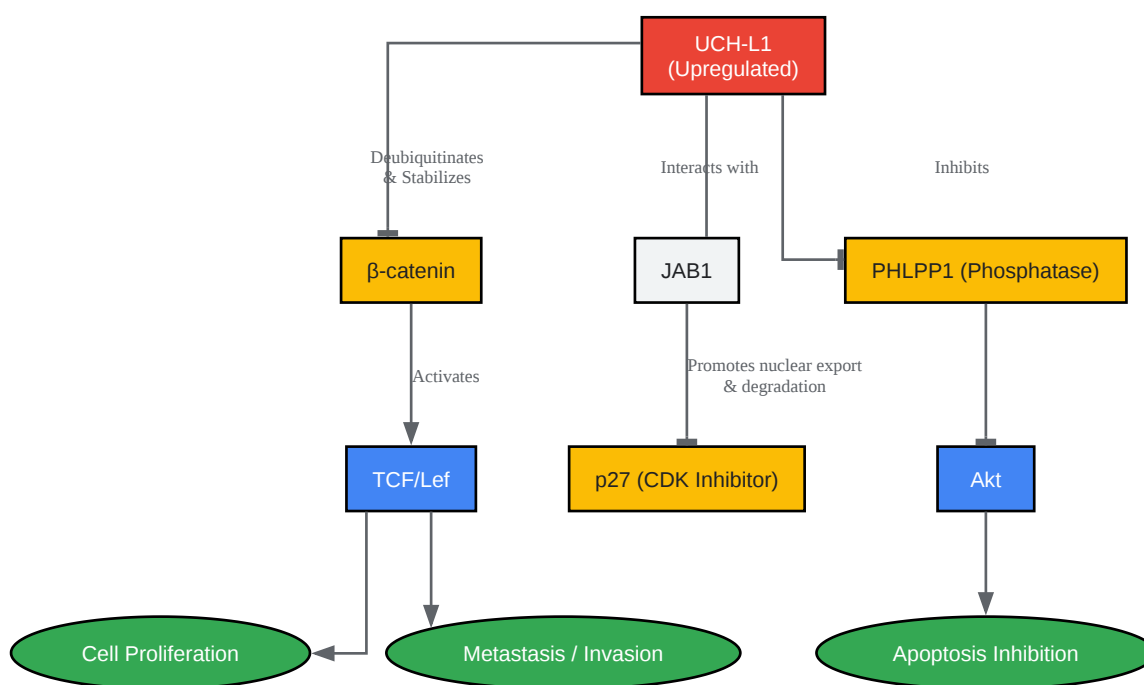 UCH-L1
(Upregulated)
Deubiquitinates
& Stabilizes
Interacts with
Inhibits
β-catenin
JAB1
PHLPP1 (Phosphatase)
Activates
Promotes nuclear export
& degradation
TCF/Lef
p27 (CDK Inhibitor)
Akt
Cell Proliferation
Metastasis / Invasion
Apoptosis Inhibition